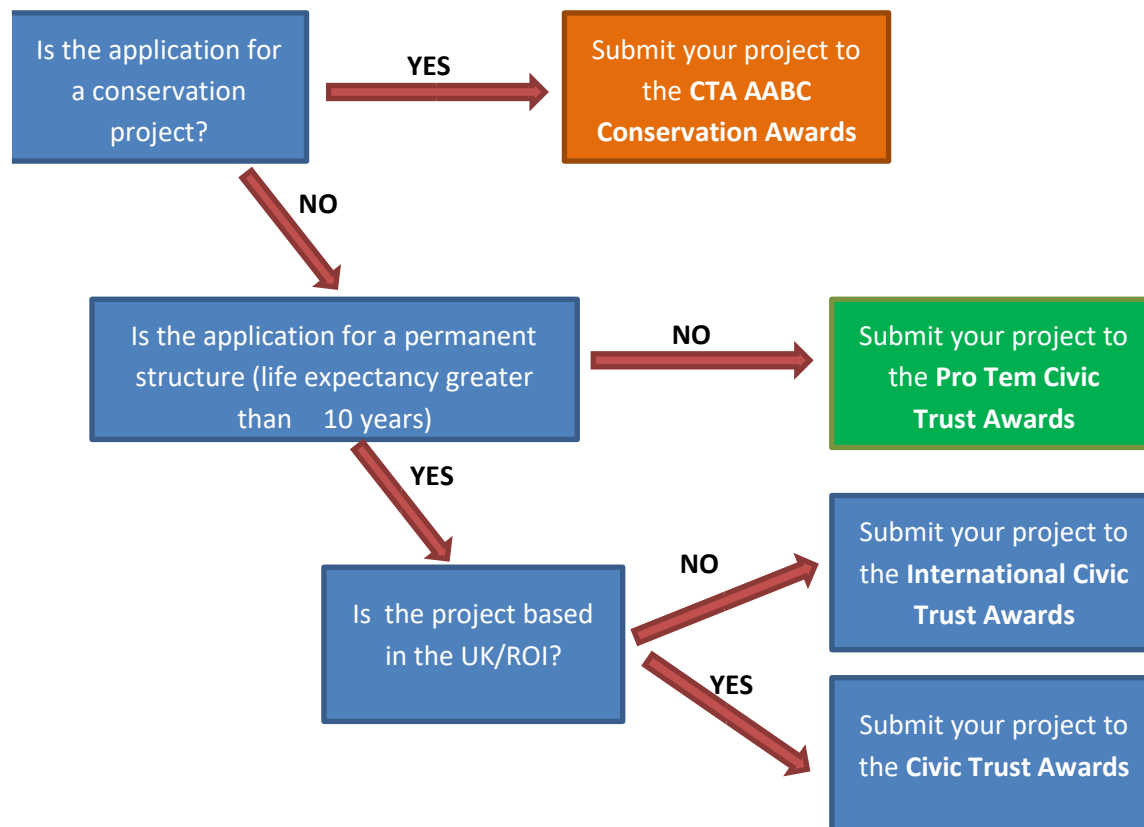 Is the application for
a conservation
project?
YES
Submit your project to
the CTA AABC
Conservation Awards
NO
Is the application for a permanent
structure (life expectancy greater
than 10 years)
NO
Submit your project to
the Pro Tem Civic
Trust Awards
YES
Is the project based
in the UK/ROI?
NO
Submit your project to
the International Civic
Trust Awards
YES
Submit your project to
the Civic Trust Awards